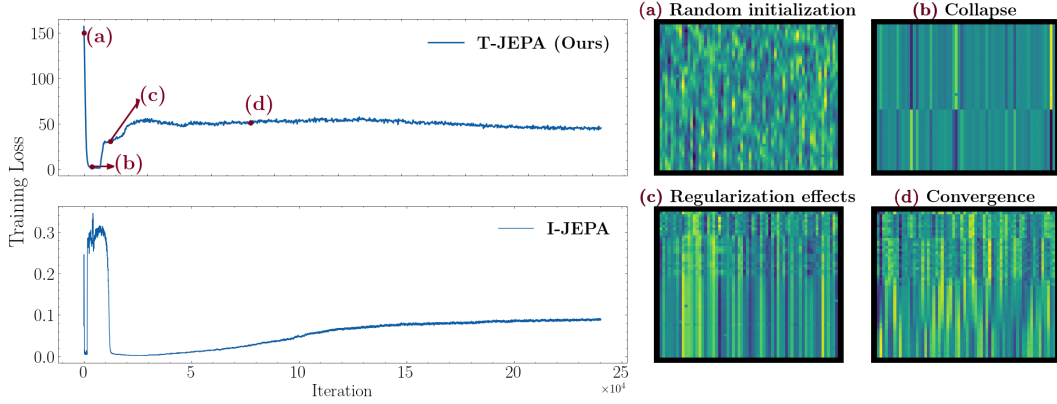 Training Loss
150
100
50
0
(a)
(b)
(c)
(d)
T-JEPA (Ours)
0.3
0.2
0.1
0.0
I-JEPA
0
5
10
15
20
25
×10⁴
Iteration
(a) Random initialization
(b) Collapse
(c) Regularization effects
(d) Convergence